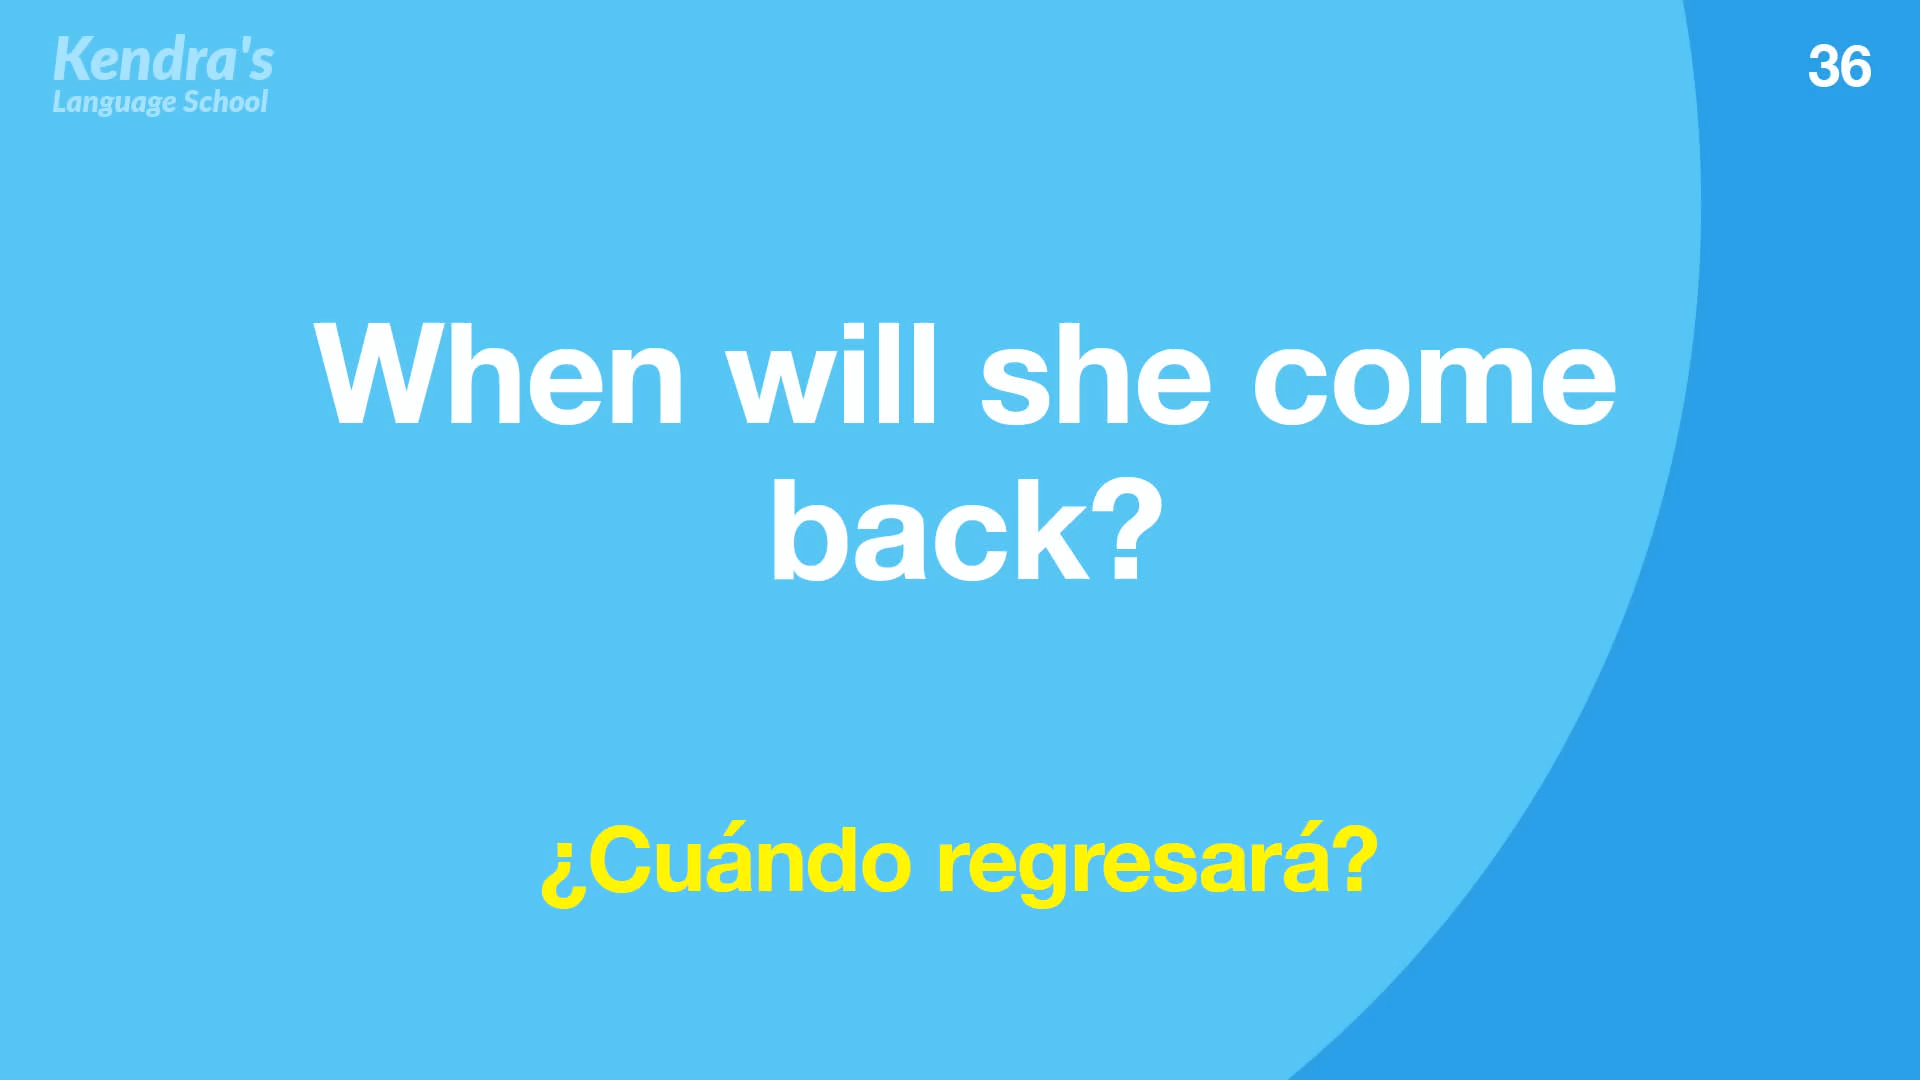 Kendra's
Language School
36
When will she come
back?
¿Cuándo regresará?